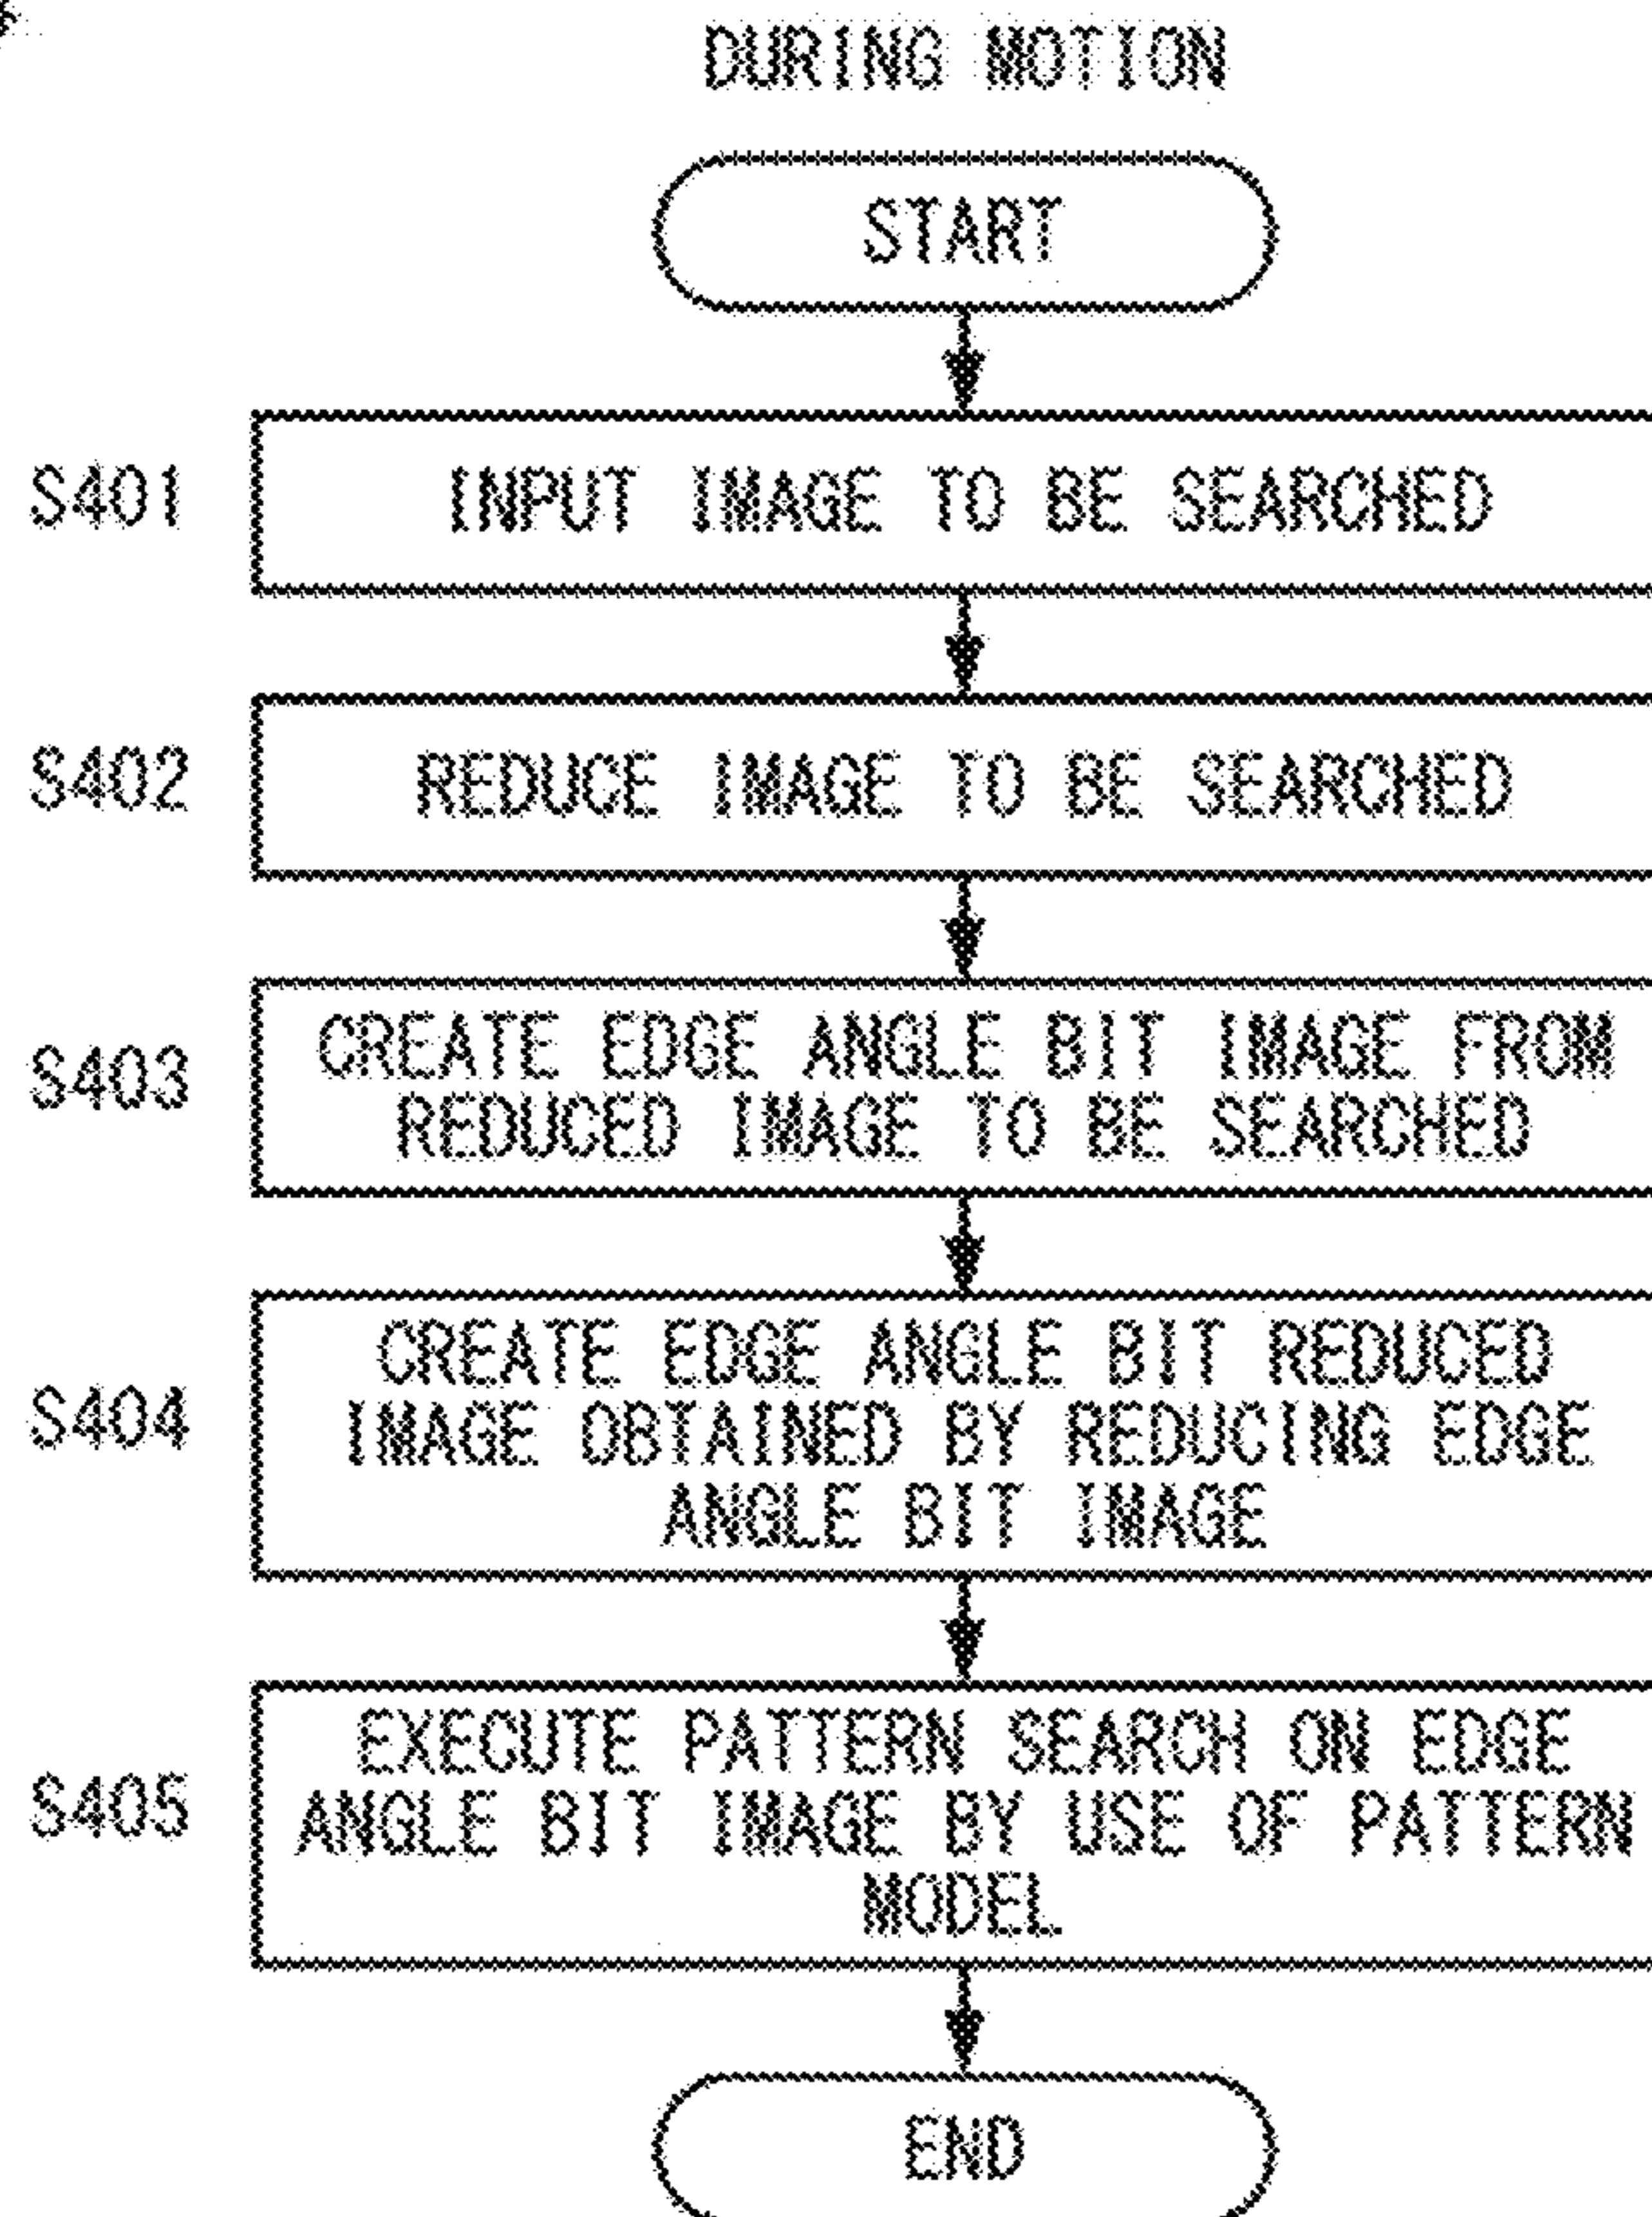 DURING MOTION
START
S401
INPUT IMAGE TO BE SEARCHED
S402
REDUCE IMAGE TO BE SEARCHED
S403
CREATE EDGE ANGLE BIT IMAGE FROM
REDUCED IMAGE TO BE SEARCHED
S404
CREATE EDGE ANGLE BIT REDUCED
IMAGE OBTAINED BY REDUCING EDGE
ANGLE BIT IMAGE
S405
EXECUTE PATTERN SEARCH ON EDGE
ANGLE BIT IMAGE BY USE OF PATTERN
MODEL
END